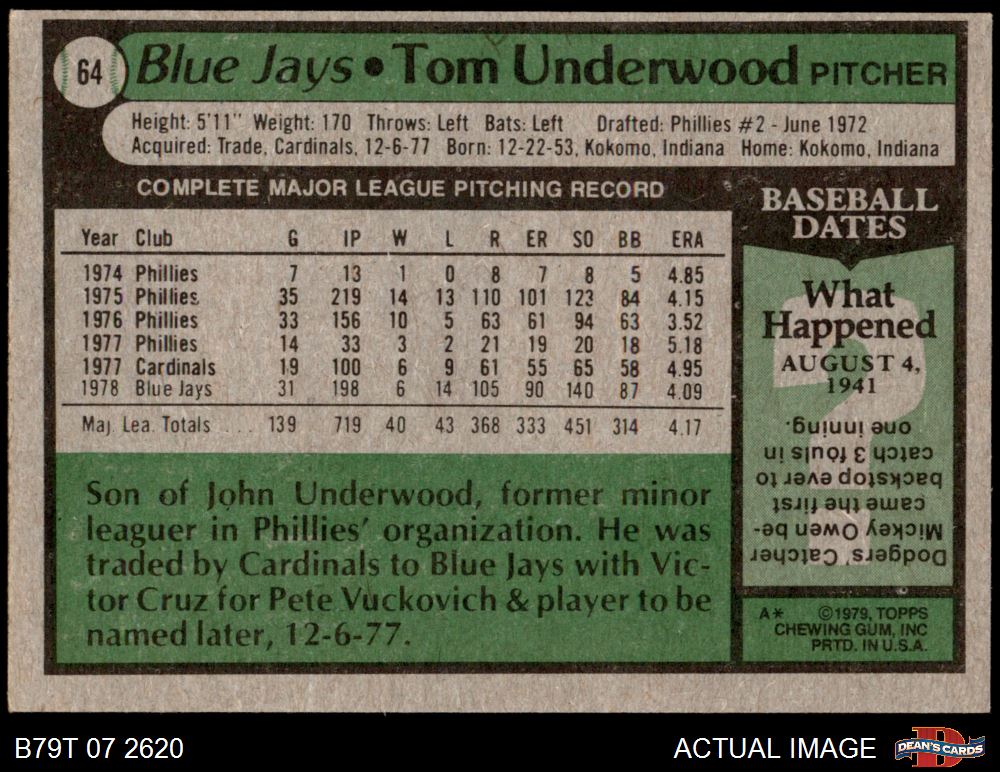 64
Blue Jays • Tom Underwood PITCHER
Height: 5'11" Weight: 170 Throws: Left Bats: Left Drafted: Phillies #2 - June 1972
Acquired: Trade, Cardinals, 12-6-77 Born: 12-22-53, Kokomo, Indiana Home: Kokomo, Indiana
COMPLETE MAJOR LEAGUE PITCHING RECORD
Year Club G IP W L R ER SO BB ERA
1974 Phillies 7 13 1 0 8 7 8 5 4.85
1975 Phillies 35 219 14 13 110 101 123 84 4.15
1976 Phillies 33 156 10 5 63 61 94 63 3.52
1977 Phillies 14 33 3 2 21 19 20 18 5.18
1977 Cardinals 19 100 6 9 61 55 65 58 4.95
1978 Blue Jays 31 198 6 14 105 90 140 87 4.09
Maj. Lea. Totals ... 139 719 40 43 368 333 451 314 4.17
Son of John Underwood, former minor
leaguer in Phillies' organization. He was
traded by Cardinals to Blue Jays with Vic-
tor Cruz for Pete Vuckovich & player to be
named later, 12-6-77.
BASEBALL
DATES
What
Happened
AUGUST 4,
1941
Dodgers' Catcher
Mickey Owen be-
came the first
backstop ever to
catch 3 fouls in
one inning.
A* ©1979, TOPPS
CHEWING GUM, INC
PRTD. IN U.S.A.
B79T 07 2620
ACTUAL IMAGE
DEAN'S CARDS